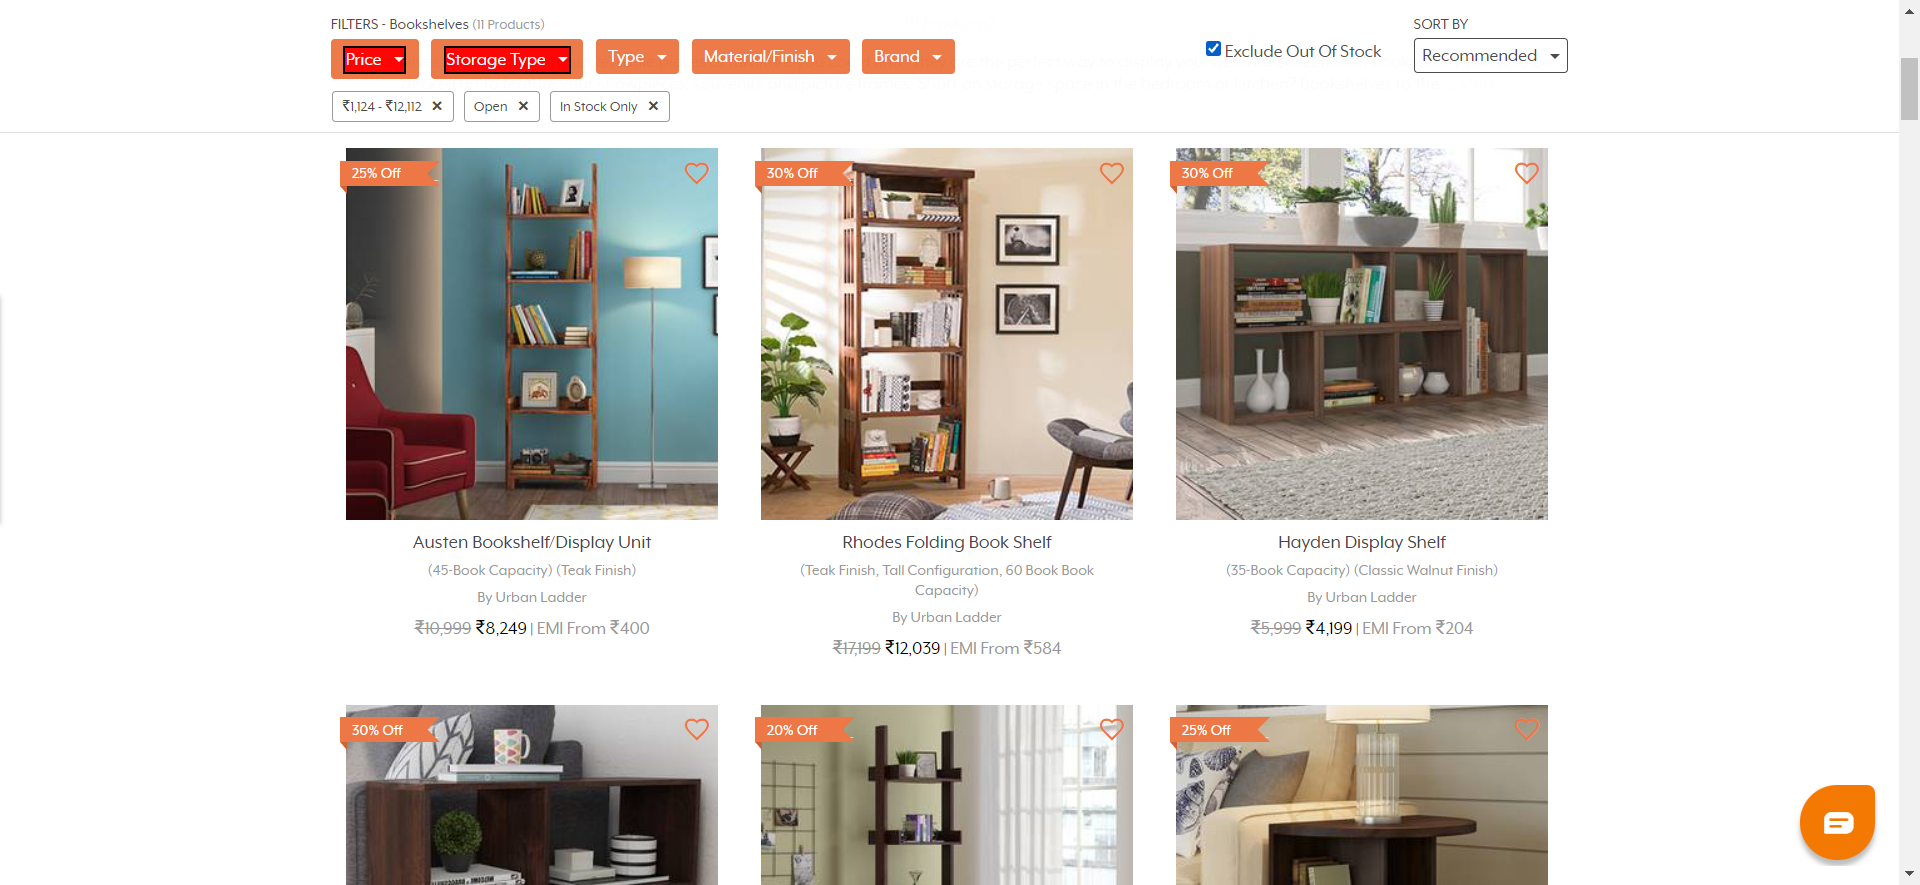 FILTERS - Bookshelves (11 Products)
SORT BY
Price
Storage Type
Type
Material/Finish
Brand
Exclude Out Of Stock
Recommended
₹1,124 - ₹12,112 ✕
Open ✕
In Stock Only ✕
25% Off
30% Off
30% Off
Austen Bookshelf/Display Unit
(45-Book Capacity) (Teak Finish)
By Urban Ladder
₹10,999 ₹8,249 | EMI From ₹400
Rhodes Folding Book Shelf
(Teak Finish, Tall Configuration, 60 Book Book
Capacity)
By Urban Ladder
₹17,199 ₹12,039 | EMI From ₹584
Hayden Display Shelf
(35-Book Capacity) (Classic Walnut Finish)
By Urban Ladder
₹5,999 ₹4,199 | EMI From ₹204
30% Off
20% Off
25% Off